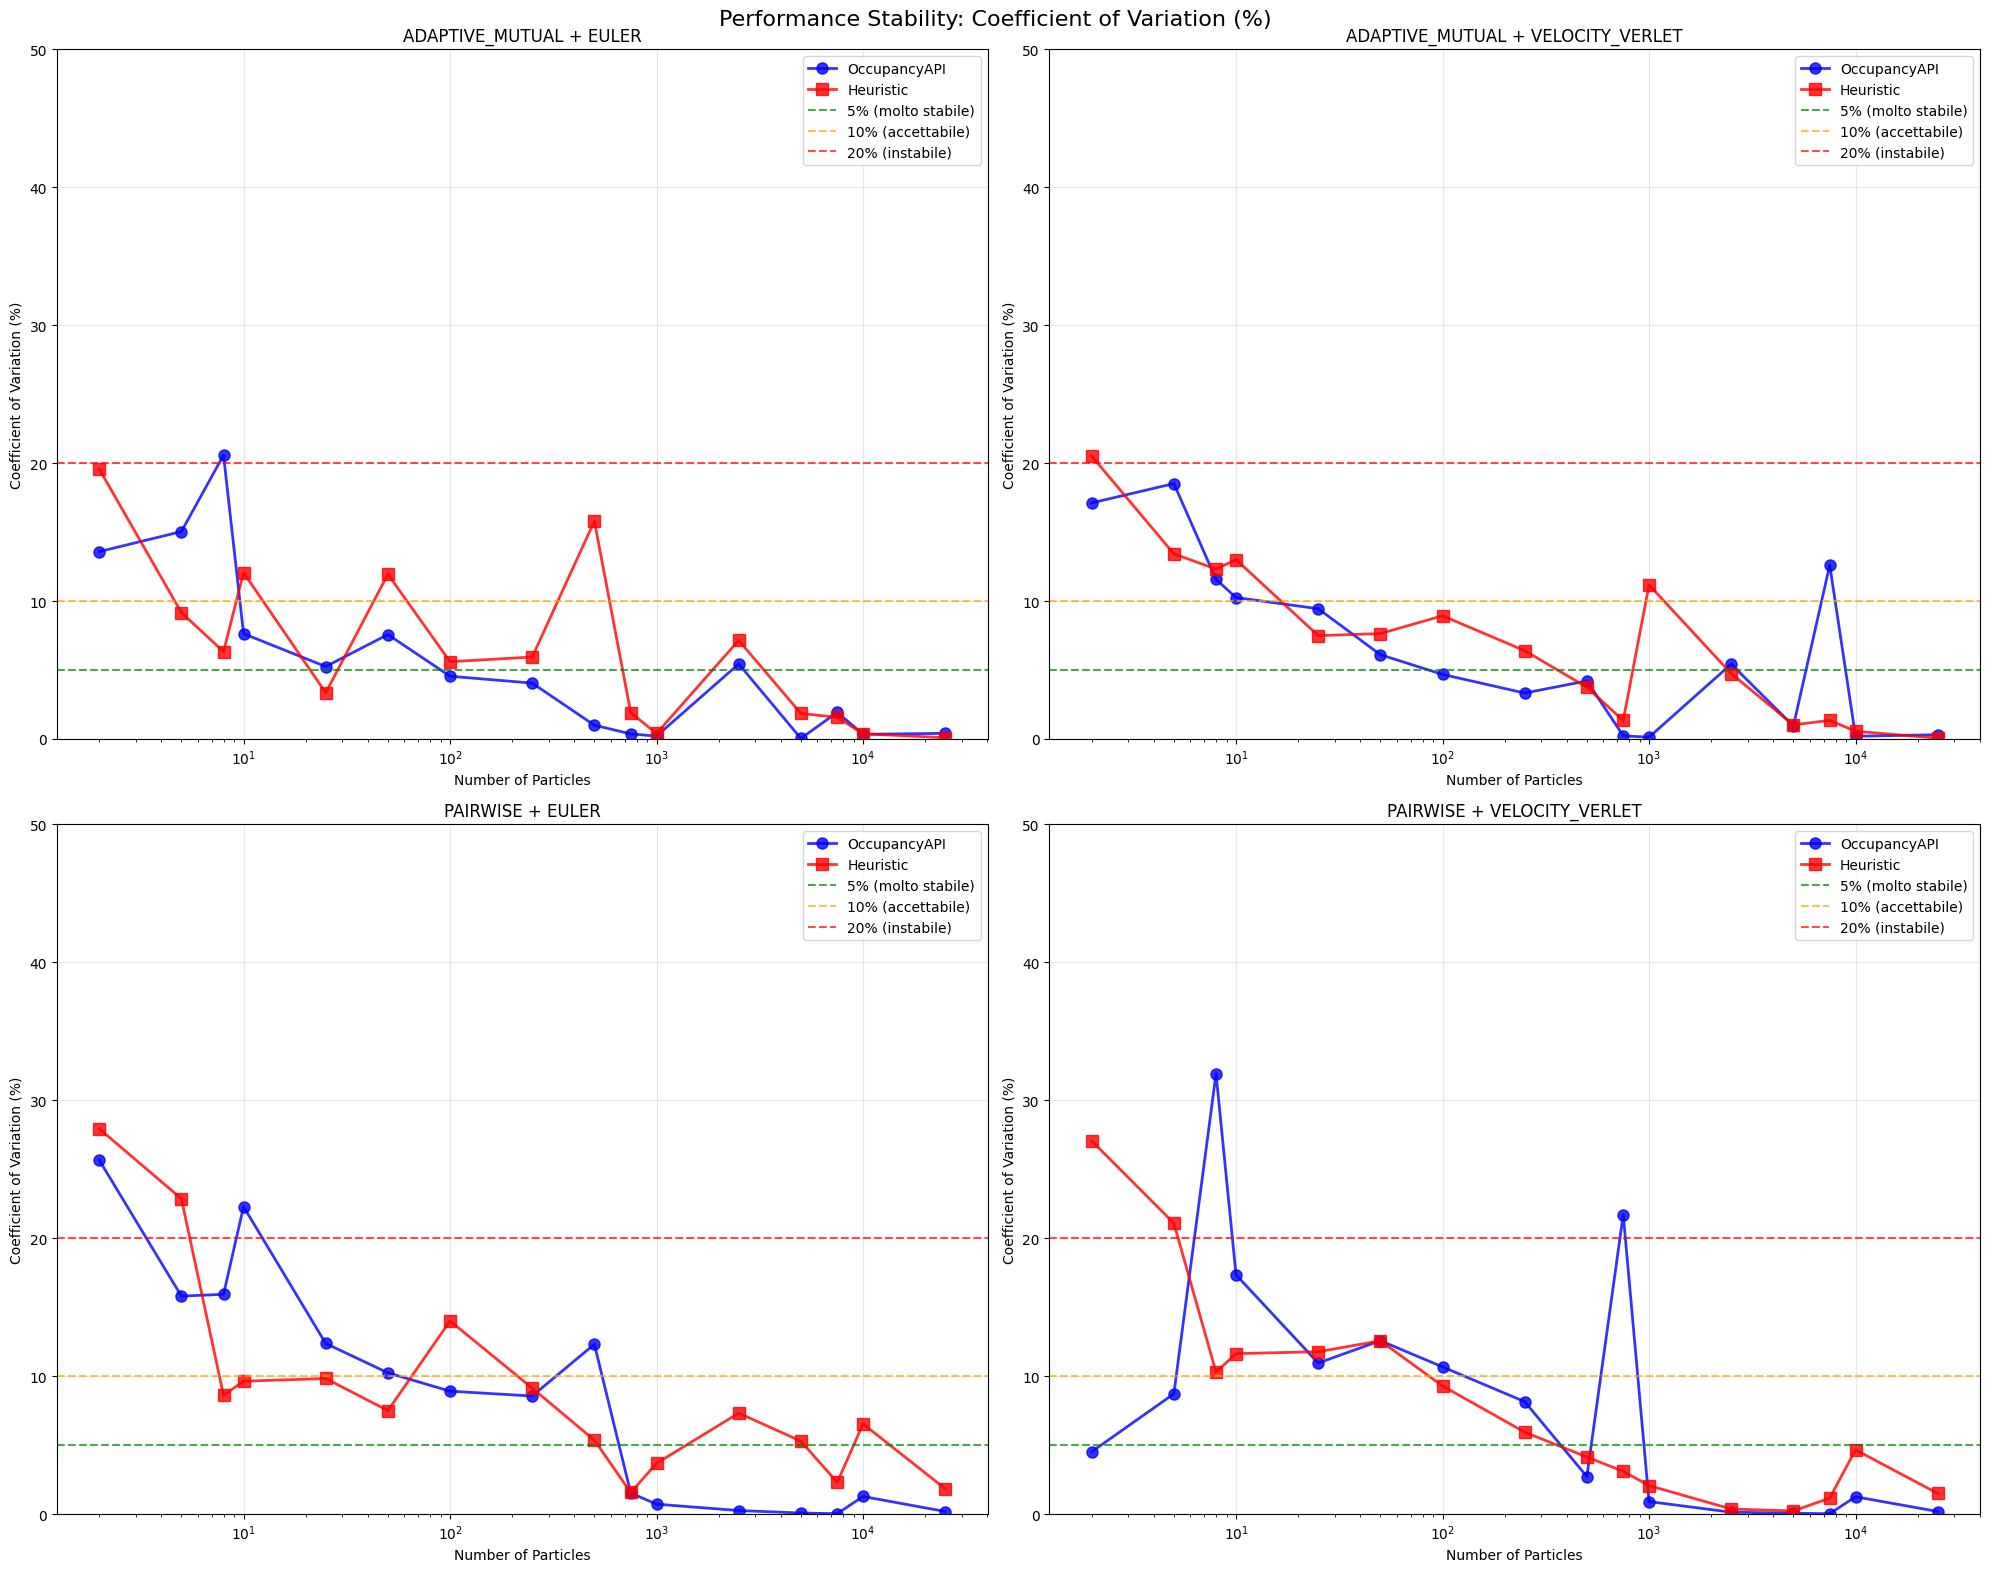 Performance Stability: Coefficient of Variation (%)
ADAPTIVE_MUTUAL + EULER
50
40
30
20
10
0
Coefficient of Variation (%)
OccupancyAPI
Heuristic
5% (molto stabile)
10% (accettabile)
20% (instabile)
10¹
10²
10³
10⁴
Number of Particles
ADAPTIVE_MUTUAL + VELOCITY_VERLET
50
40
30
20
10
0
Coefficient of Variation (%)
OccupancyAPI
Heuristic
5% (molto stabile)
10% (accettabile)
20% (instabile)
10¹
10²
10³
10⁴
Number of Particles
PAIRWISE + EULER
50
40
30
20
10
0
Coefficient of Variation (%)
OccupancyAPI
Heuristic
5% (molto stabile)
10% (accettabile)
20% (instabile)
10¹
10²
10³
10⁴
Number of Particles
PAIRWISE + VELOCITY_VERLET
50
40
30
20
10
0
Coefficient of Variation (%)
OccupancyAPI
Heuristic
5% (molto stabile)
10% (accettabile)
20% (instabile)
10¹
10²
10³
10⁴
Number of Particles